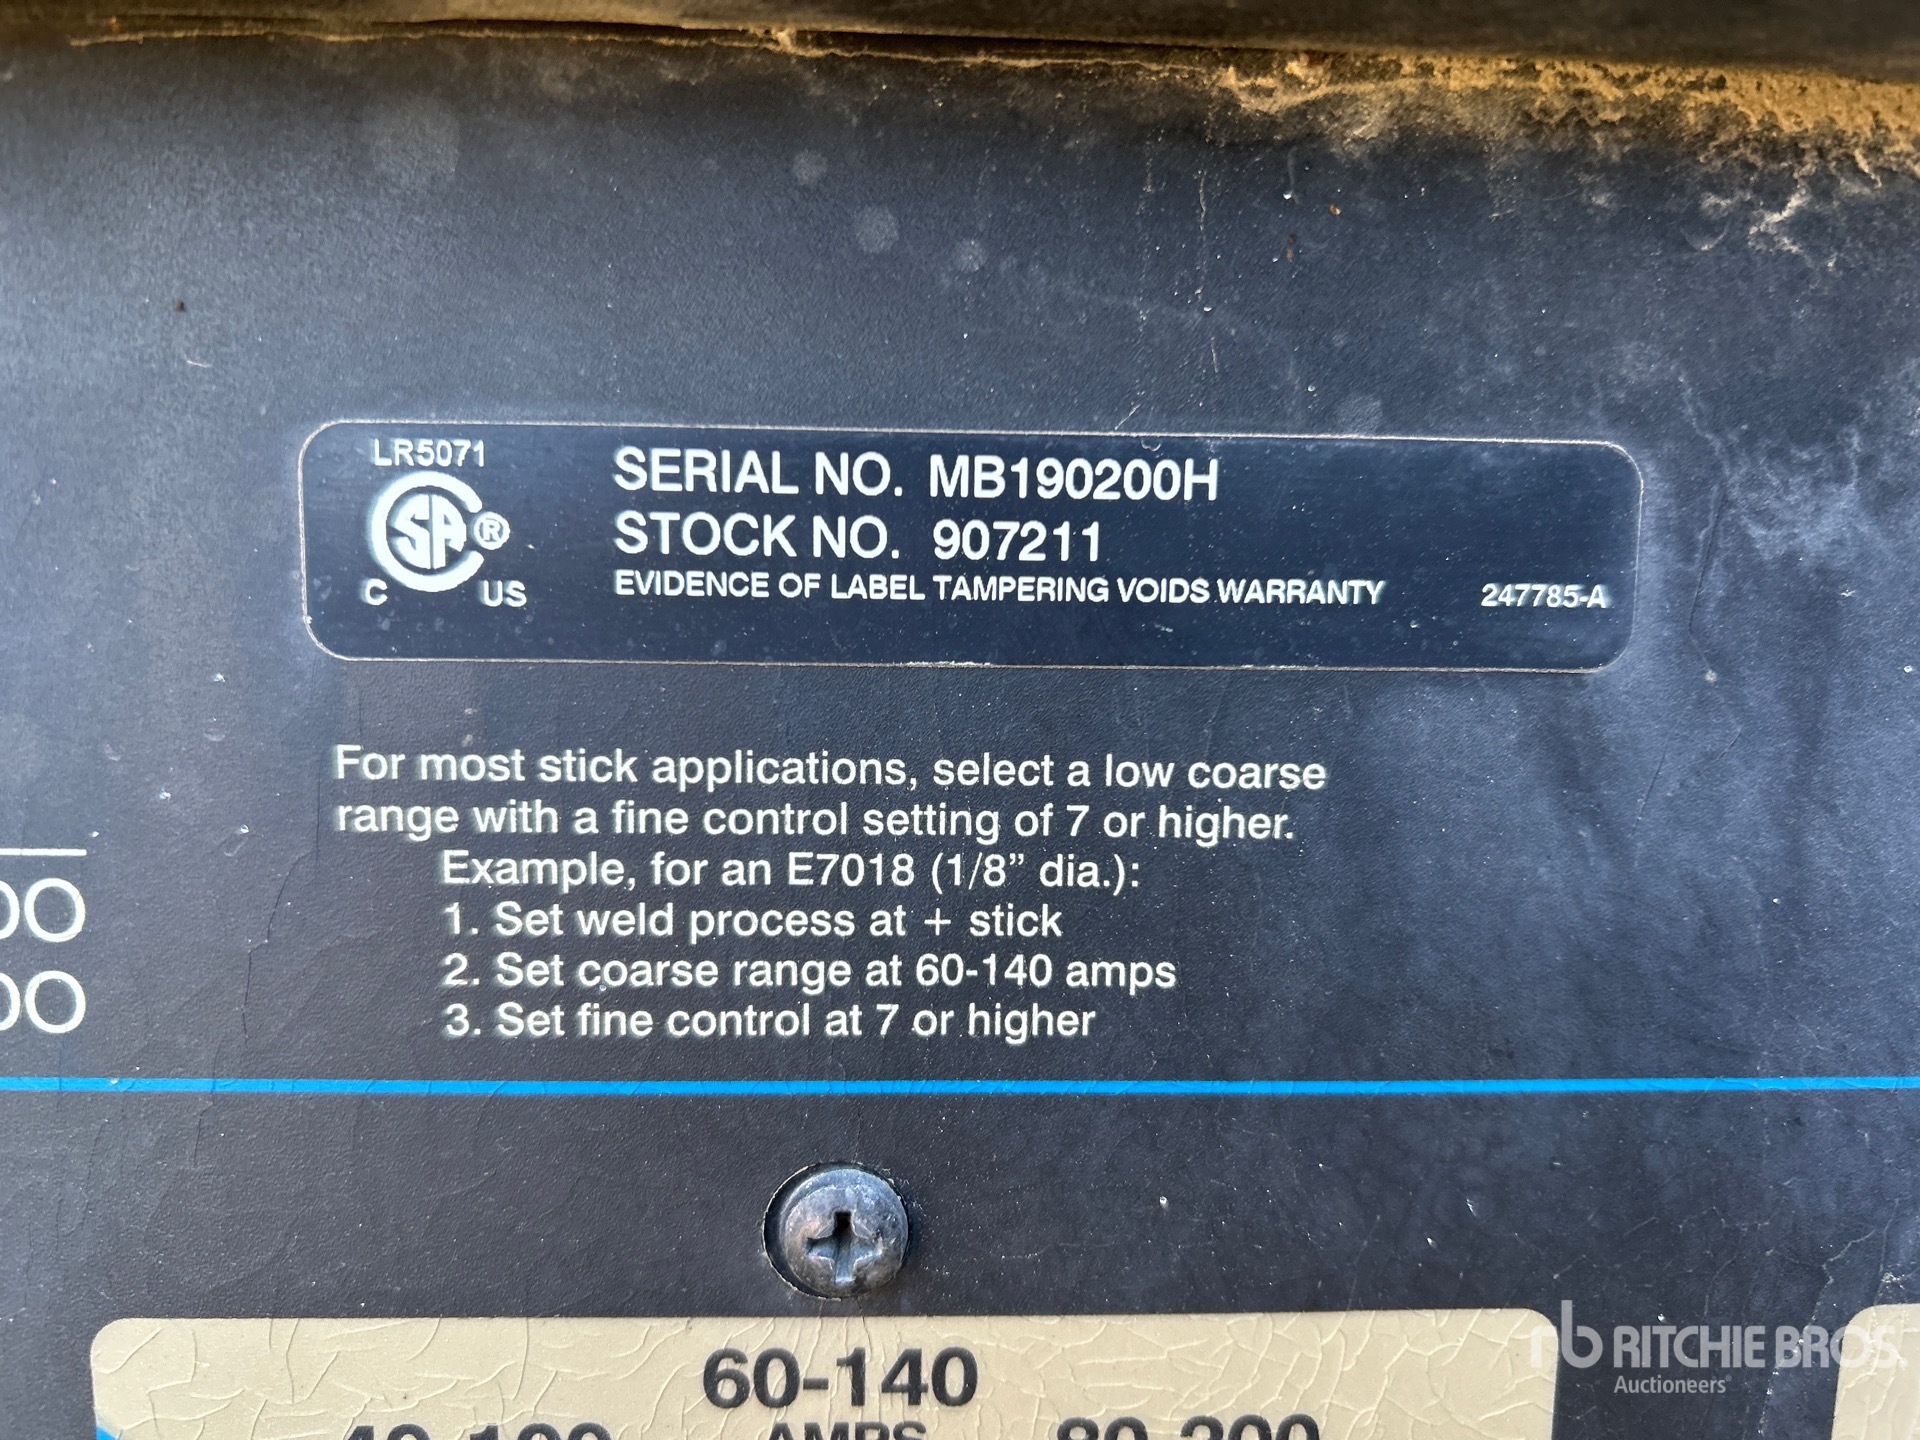 LR5071
SA ®
C US
SERIAL NO. MB190200H
STOCK NO. 907211
EVIDENCE OF LABEL TAMPERING VOIDS WARRANTY 247785-A
For most stick applications, select a low coarse
range with a fine control setting of 7 or higher.
Example, for an E7018 (1/8” dia.):
1. Set weld process at + stick
2. Set coarse range at 60-140 amps
3. Set fine control at 7 or higher
60-140
AMPS
rb RITCHIE BROS.
Auctioneers